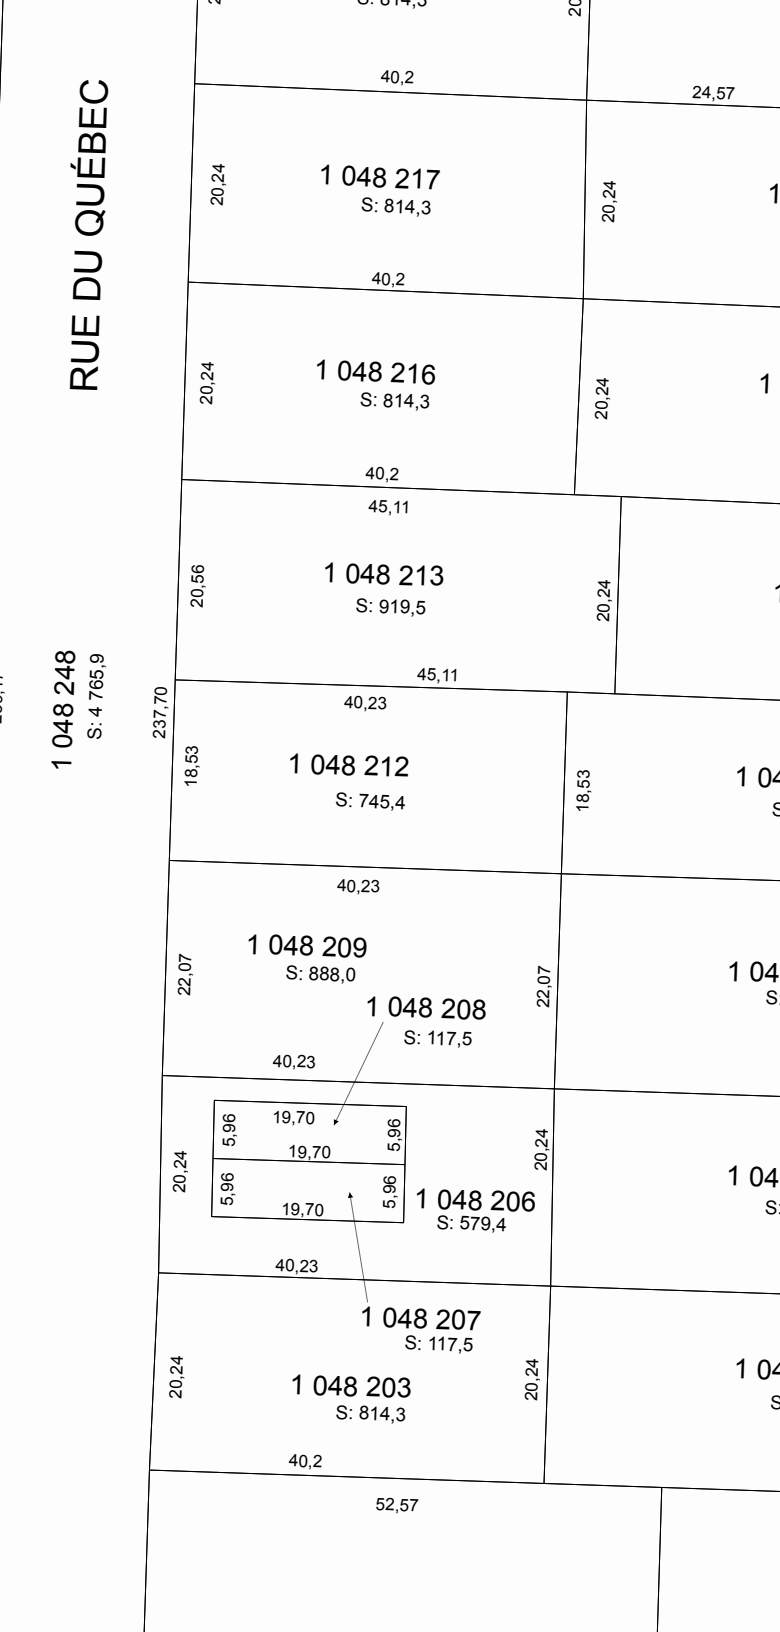 S: 814,3
40,2
24,57
RUE DU QUÉBEC
20,24
1 048 217
S: 814,3
20,24
40,2
20,24
1 048 216
S: 814,3
20,24
40,2
45,11
20,56
1 048 213
S: 919,5
20,24
45,11
1 048 248
S: 4 765,9
237,70
40,23
18,53
1 048 212
S: 745,4
18,53
40,23
22,07
1 048 209
S: 888,0
22,07
1 048 208
S: 117,5
40,23
20,24
5,96
19,70
5,96
19,70
20,24
5,96
5,96
19,70
1 048 206
S: 579,4
40,23
1 048 207
S: 117,5
20,24
1 048 203
S: 814,3
20,24
40,2
52,57